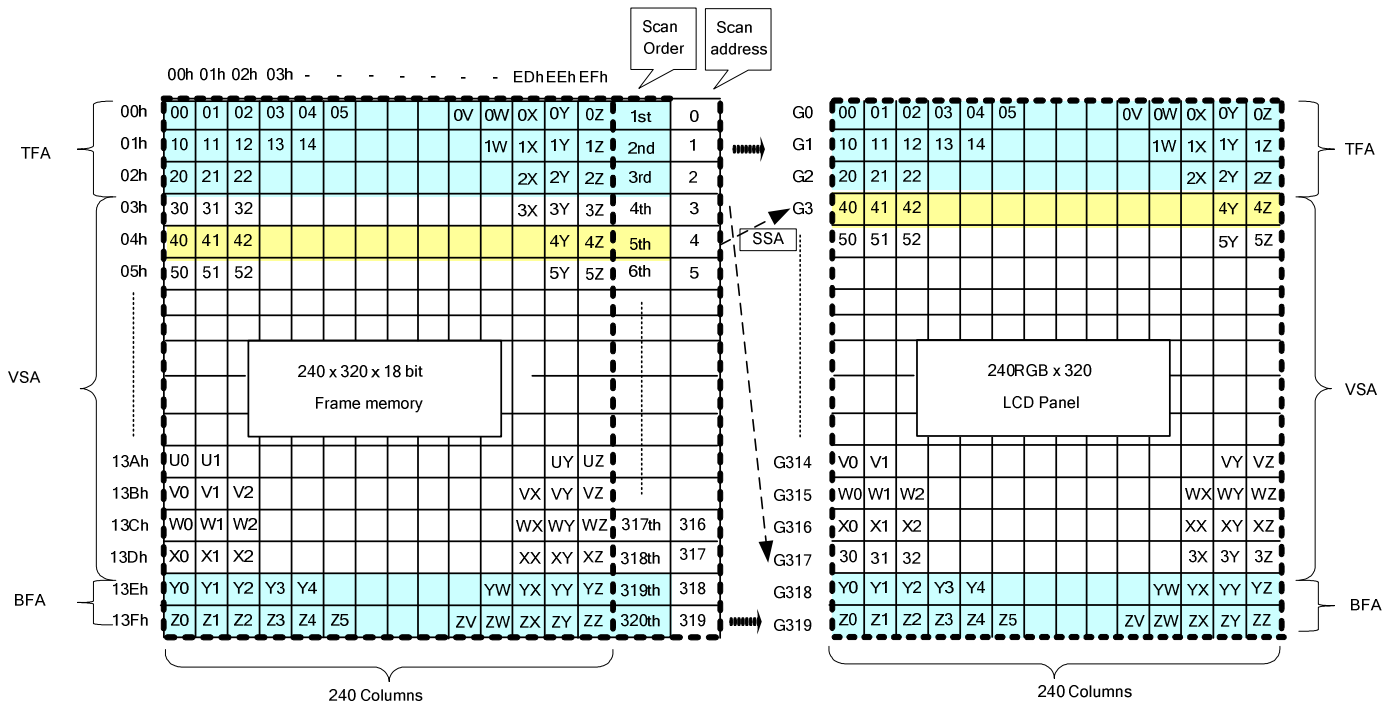 Scan Order
Scan address
00h 01h 02h 03h - - - - - - - EDh EEh EFh
00h 00 01 02 03 04 05 0V 0W 0X 0Y 0Z 1st 0
01h 10 11 12 13 14 1W 1X 1Y 1Z 2nd 1
02h 20 21 22 2X 2Y 2Z 3rd 2
03h 30 31 32 3X 3Y 3Z 4th 3
04h 40 41 42 4Y 4Z 5th 4
05h 50 51 52 5Y 5Z 6th 5
13Ah U0 U1 UY UZ
13Bh V0 V1 V2 VX VY VZ
13Ch W0 W1 W2 WX WY WZ 317th 316
13Dh X0 X1 X2 XX XY XZ 318th 317
13Eh Y0 Y1 Y2 Y3 Y4 YW YX YY YZ 319th 318
13Fh Z0 Z1 Z2 Z3 Z4 Z5 ZV ZW ZX ZY ZZ 320th 319
TFA
VSA
BFA
240 x 320 x 18 bit
Frame memory
240 Columns
SSA
G0 00 01 02 03 04 05 0V 0W 0X 0Y 0Z
G1 10 11 12 13 14 1W 1X 1Y 1Z
G2 20 21 22 2X 2Y 2Z
G3 40 41 42 4Y 4Z
50 51 52 5Y 5Z
G314 V0 V1 VY VZ
G315 W0 W1 W2 WX WY WZ
G316 X0 X1 X2 XX XY XZ
G317 30 31 32 3X 3Y 3Z
G318 Y0 Y1 Y2 Y3 Y4 YW YX YY YZ
G319 Z0 Z1 Z2 Z3 Z4 Z5 ZV ZW ZX ZY ZZ
TFA
VSA
BFA
240RGB x 320
LCD Panel
240 Columns